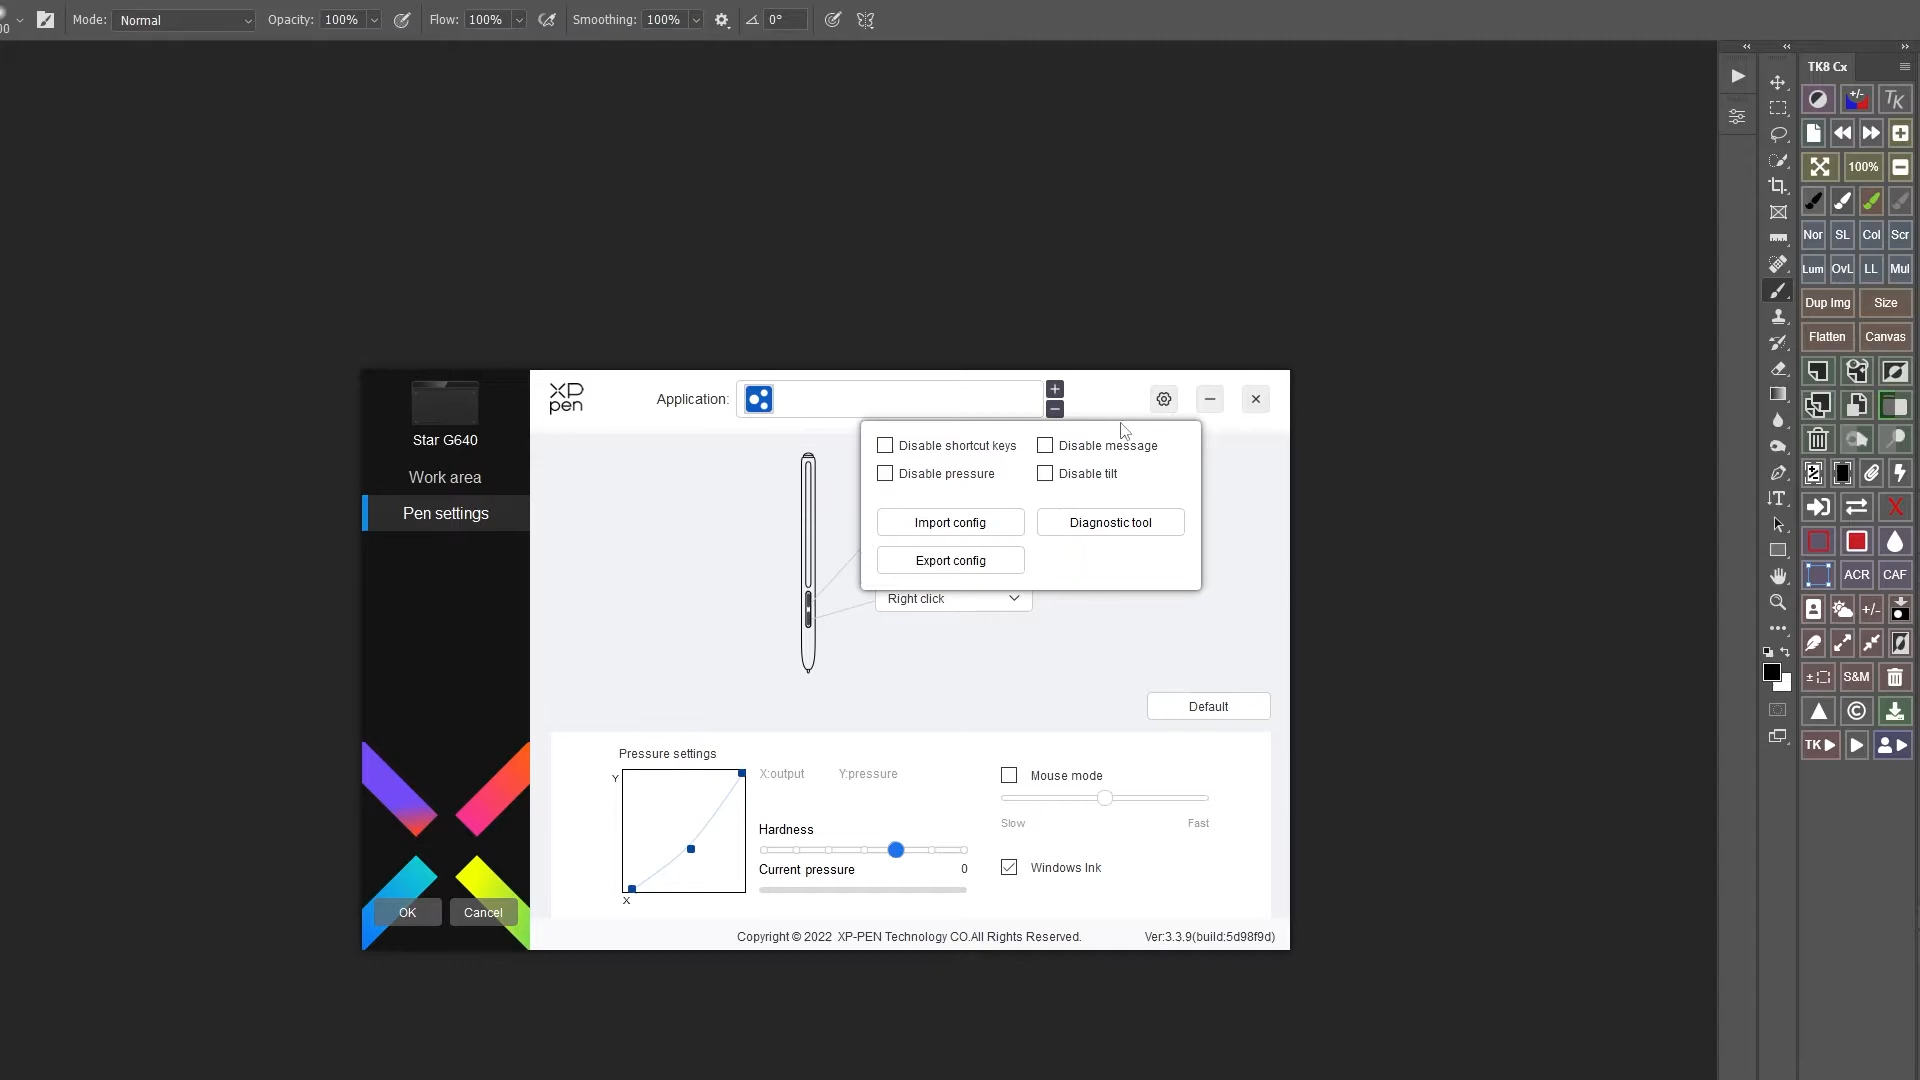 00
Mode: Normal Opacity: 100% Flow: 100% Smoothing: 100% 0°
TK8 Cx
+/- TK
100%
Nor SL Col Scr
Lum OvL LL Mul
Dup Img Size
Flatten Canvas
X
ACR CAF
+/-
S&M
©
TK
XP
pen
Application:
Star G640
Work area
Pen settings
Disable shortcut keys Disable message
Disable pressure Disable tilt
Import config Diagnostic tool
Export config
Right click
Default
Pressure settings
Y X:output Y:pressure
X
Hardness
Current pressure 0
Mouse mode
Slow Fast
Windows Ink
OK Cancel
Copyright © 2022 XP-PEN Technology CO.All Rights Reserved. Ver:3.3.9(build:5d98f9d)